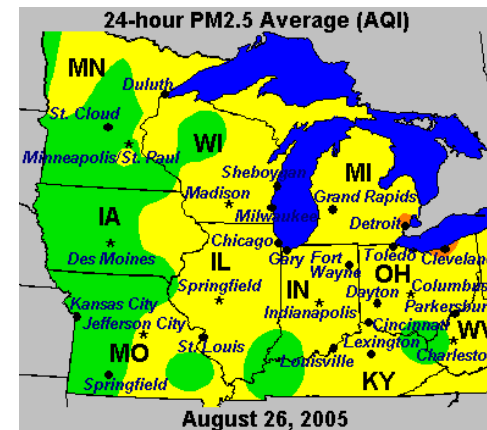 24-hour PM2.5 Average (AQI)
MN
Duluth
St. Cloud
WI
Minneapolis/St. Paul
Sheboygan
MI
Madison
Grand Rapids
IA
Milwaukee
Detroit
Des Moines
Chicago
Gary
Fort
Wayne
Toledo
Cleveland
IL
OH
Springfield
IN
Dayton
Columbus
Kansas City
Indianapolis
Parkersbur
Jefferson City
Cincinnati
WV
MO
St. Louis
Lexington
Louisville
Charleston
Springfield
KY
August 26, 2005